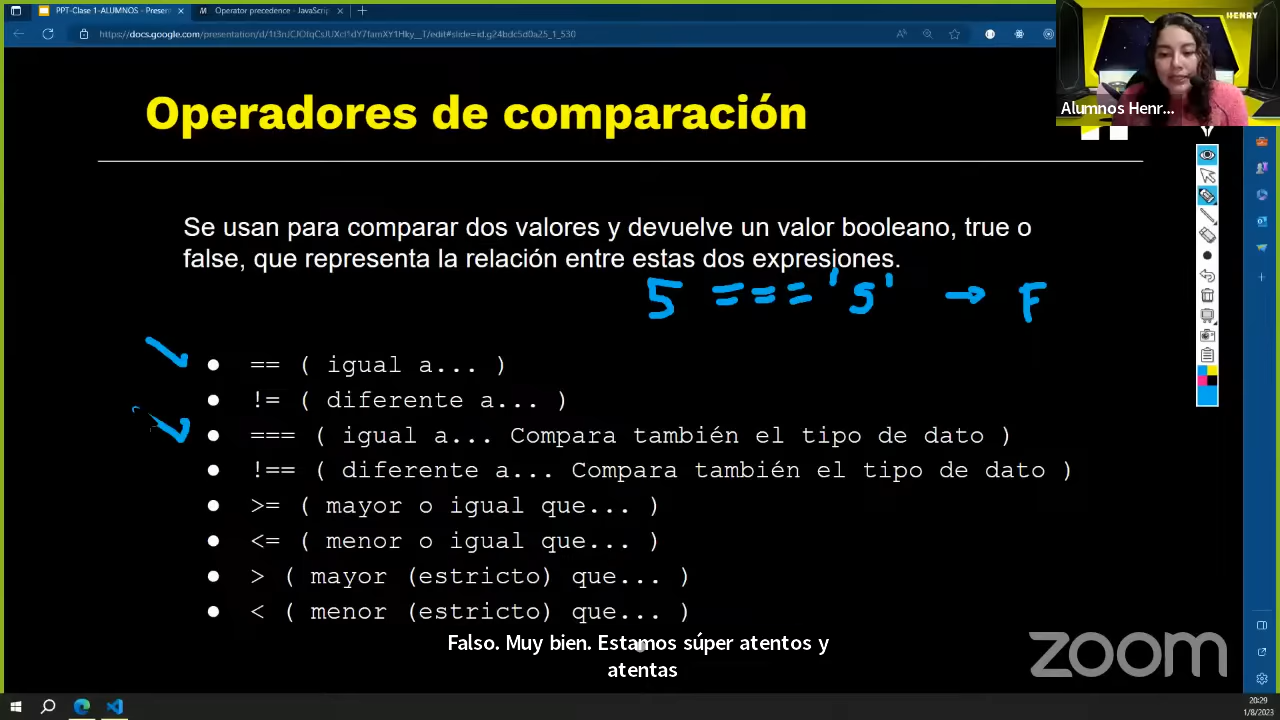 PPT-Clase 1-ALUMNOS - Present
Operator precedence - JavaScrip
HENRY
Alumnos Henr...
Operadores de comparación
Se usan para comparar dos valores y devuelve un valor booleano, true o
false, que representa la relación entre estas dos expresiones.
5 === '5' → F
== ( igual a... )
!= ( diferente a... )
=== ( igual a... Compara también el tipo de dato )
!== ( diferente a... Compara también el tipo de dato )
>= ( mayor o igual que... )
<= ( menor o igual que... )
> ( mayor (estricto) que... )
< ( menor (estricto) que... )
Falso. Muy bien. Estamos súper atentos y
atentas
zoom
20:29
1/8/2023